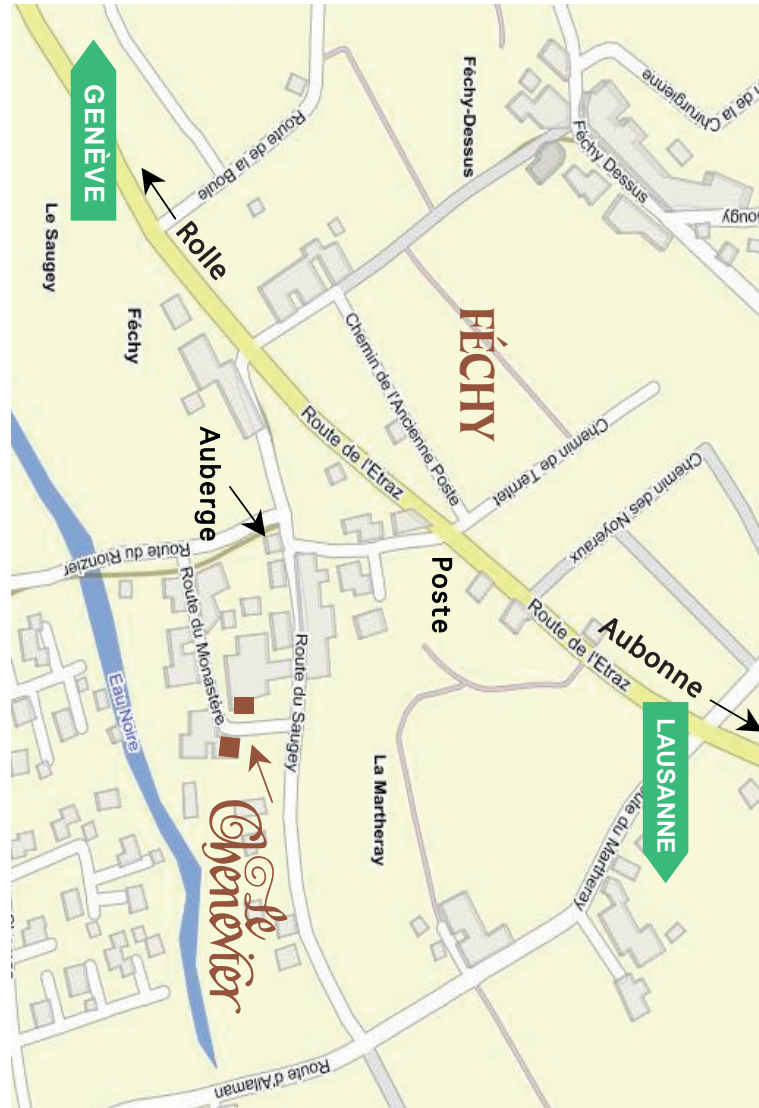 de la Chirurgienne
Féchy Dessus
LAUSANNE
Aubonne
Chemin des Noyeraux
Route de l'Etraz
du Martheray
Chemin de Territet
Féchy-Dessus
FÉCHY
Poste
Chemin de l'Ancienne Poste
La Martheray
Route de l'Etraz
Route de la Boule
Route du Saugey
Route d'Allaman
Rolle
Auberge
Le
Chenevier
Route du Monastère
Féchy
Route du Rionzier
Eau Noire
GENÈVE
Le Saugey